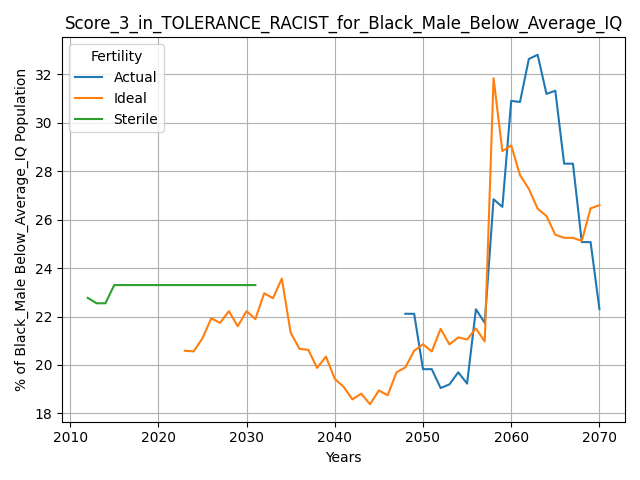 Score_3_in_TOLERANCE_RACIST_for_Black_Male_Below_Average_IQ
% of Black_Male Below_Average_IQ Population
32
30
28
26
24
22
20
18
Fertility
Actual
Ideal
Sterile
2010 2020 2030 2040 2050 2060 2070
Years